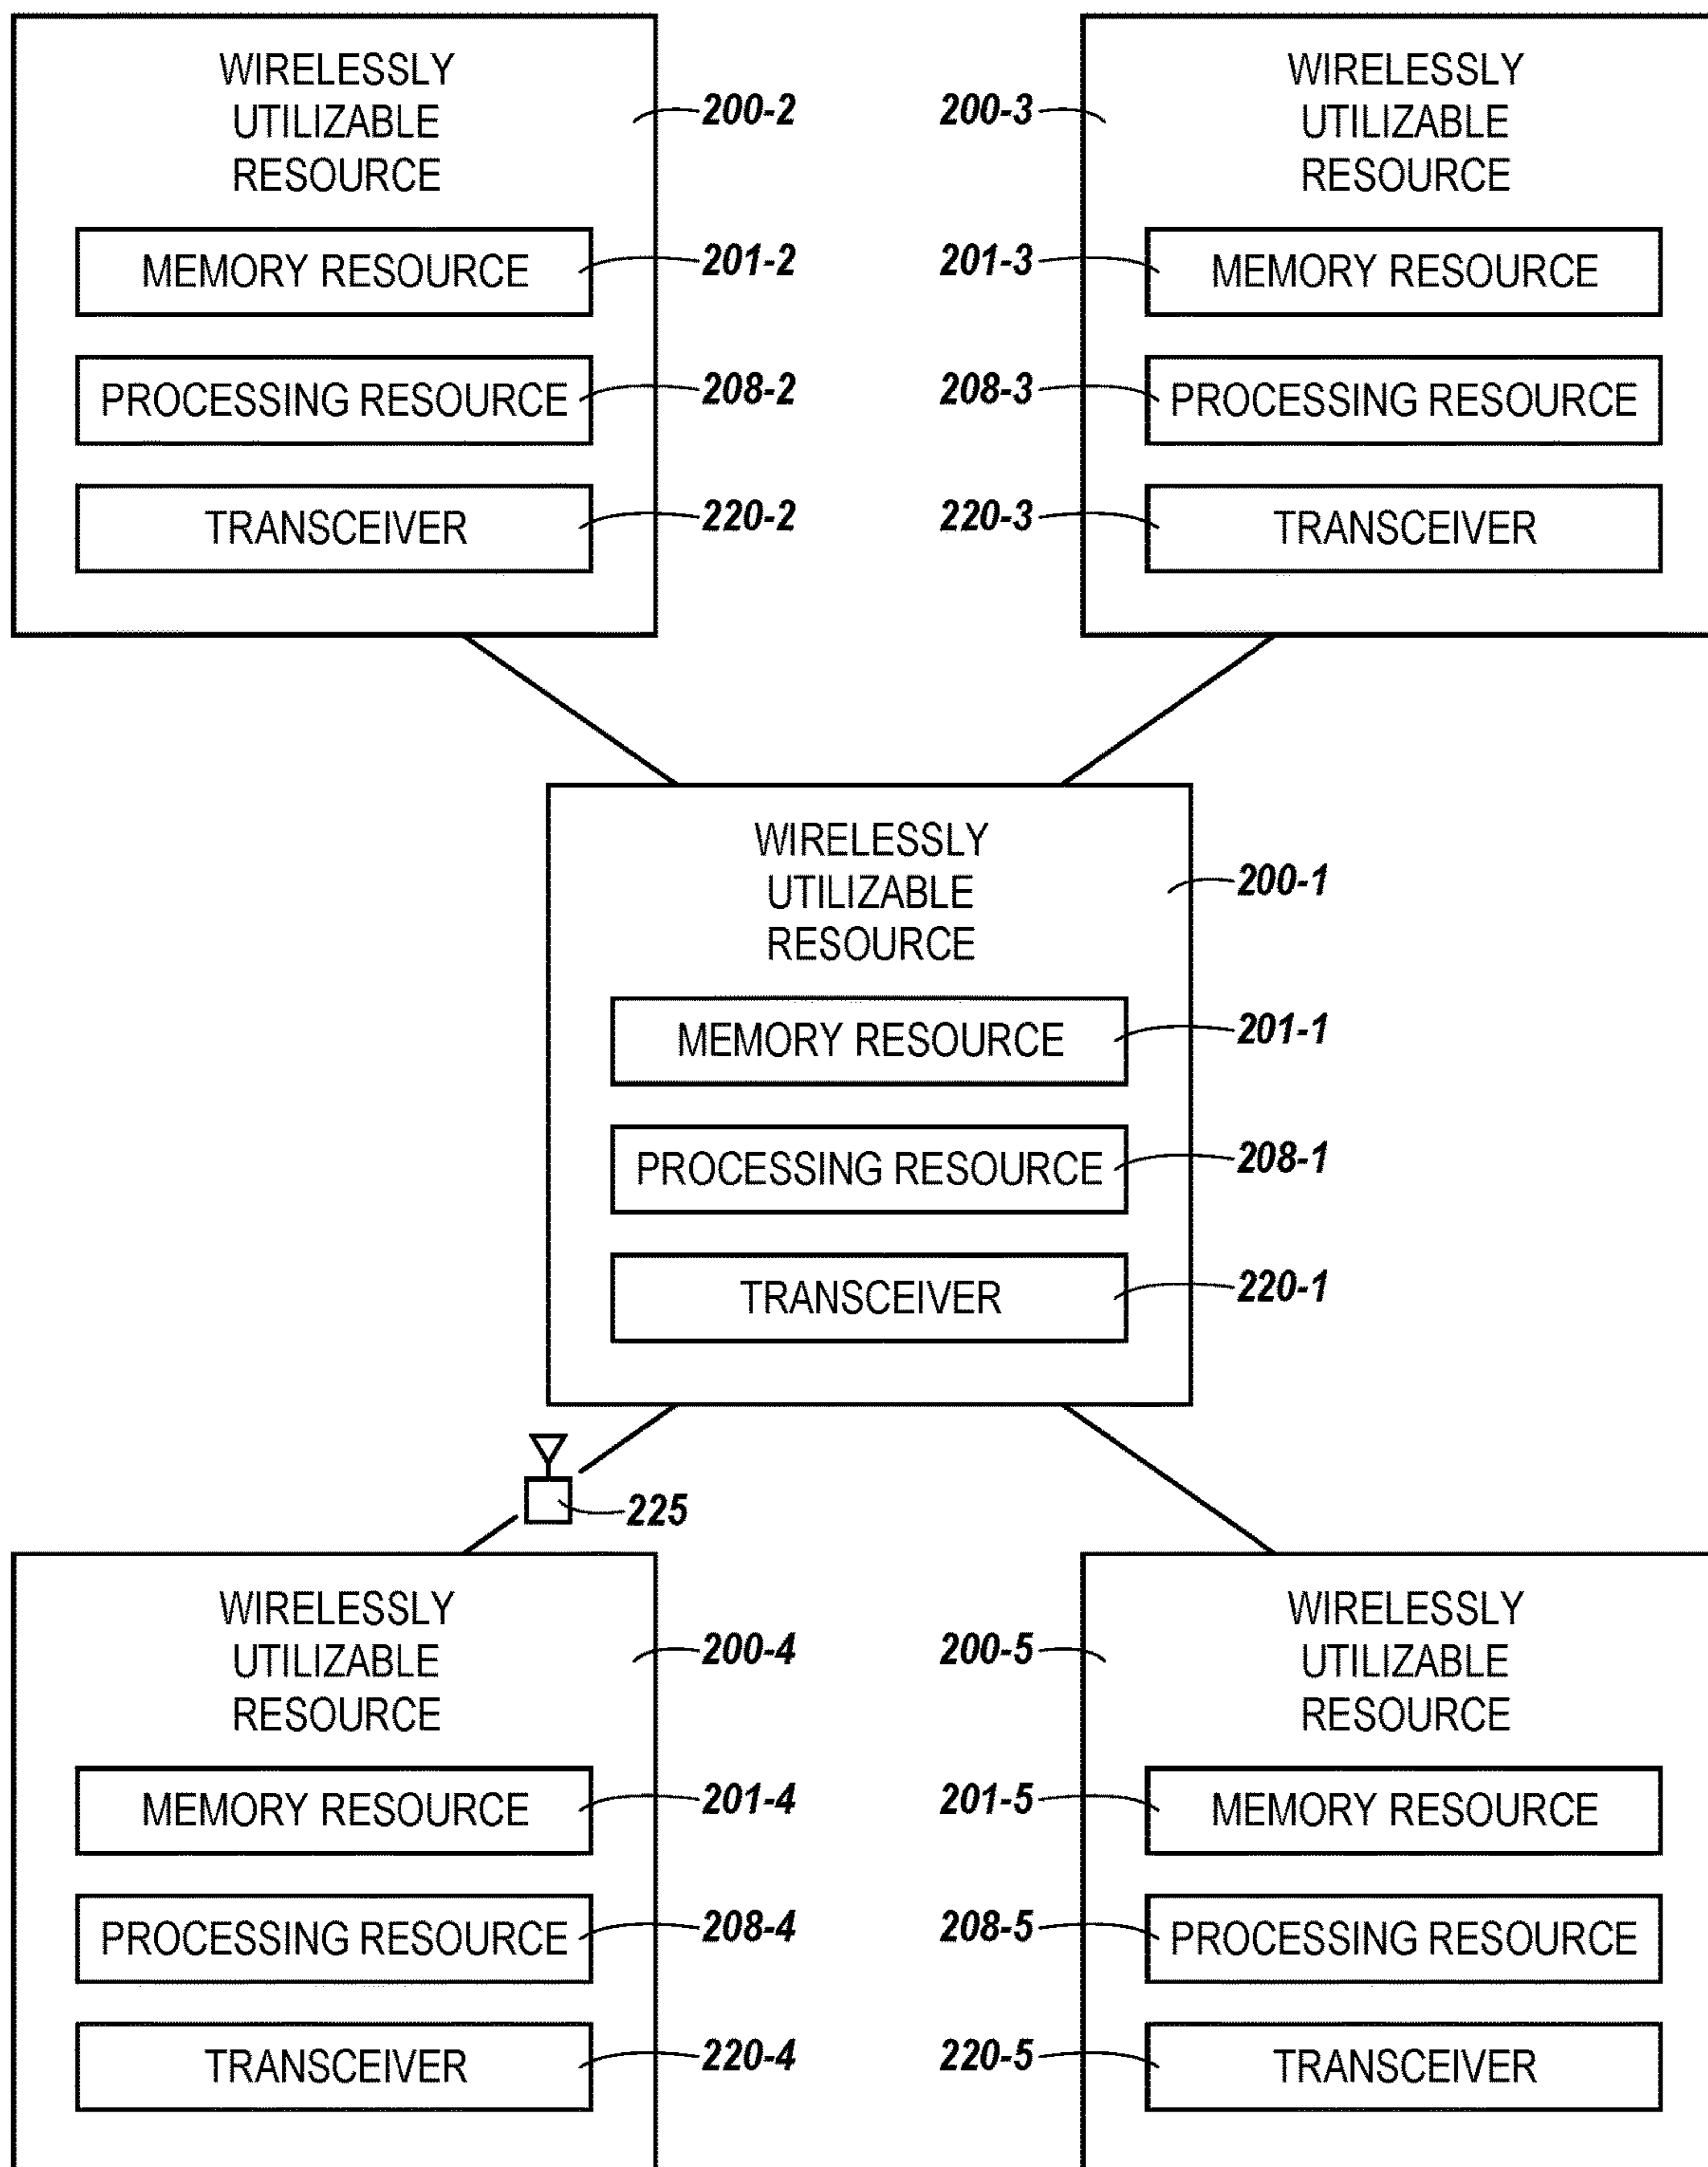 WIRELESSLY
UTILIZABLE
RESOURCE
200-2
MEMORY RESOURCE
201-2
PROCESSING RESOURCE
208-2
TRANSCEIVER
220-2
WIRELESSLY
UTILIZABLE
RESOURCE
200-3
MEMORY RESOURCE
201-3
PROCESSING RESOURCE
208-3
TRANSCEIVER
220-3
WIRELESSLY
UTILIZABLE
RESOURCE
200-1
MEMORY RESOURCE
201-1
PROCESSING RESOURCE
208-1
TRANSCEIVER
220-1
225
WIRELESSLY
UTILIZABLE
RESOURCE
200-4
MEMORY RESOURCE
201-4
PROCESSING RESOURCE
208-4
TRANSCEIVER
220-4
WIRELESSLY
UTILIZABLE
RESOURCE
200-5
MEMORY RESOURCE
201-5
PROCESSING RESOURCE
208-5
TRANSCEIVER
220-5